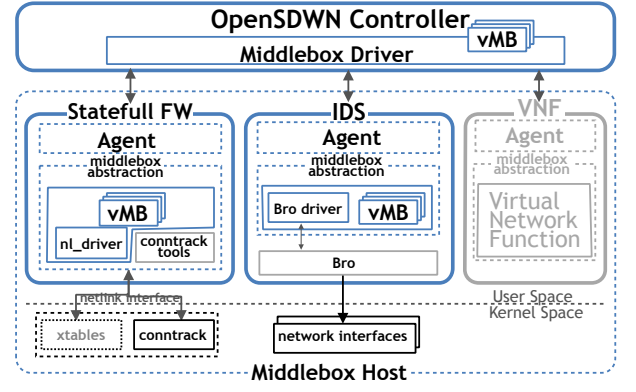 OpenSDWN Controller
vMB
Middlebox Driver
Statefull FW
IDS
VNF
Agent
Agent
Agent
middlebox
abstraction
middlebox
abstraction
middlebox
abstraction
vMB
nl_driver
conntrack
tools
Bro driver
vMB
Virtual
Network
Function
Bro
netlink interface
User Space
Kernel Space
xtables
conntrack
network interfaces
Middlebox Host